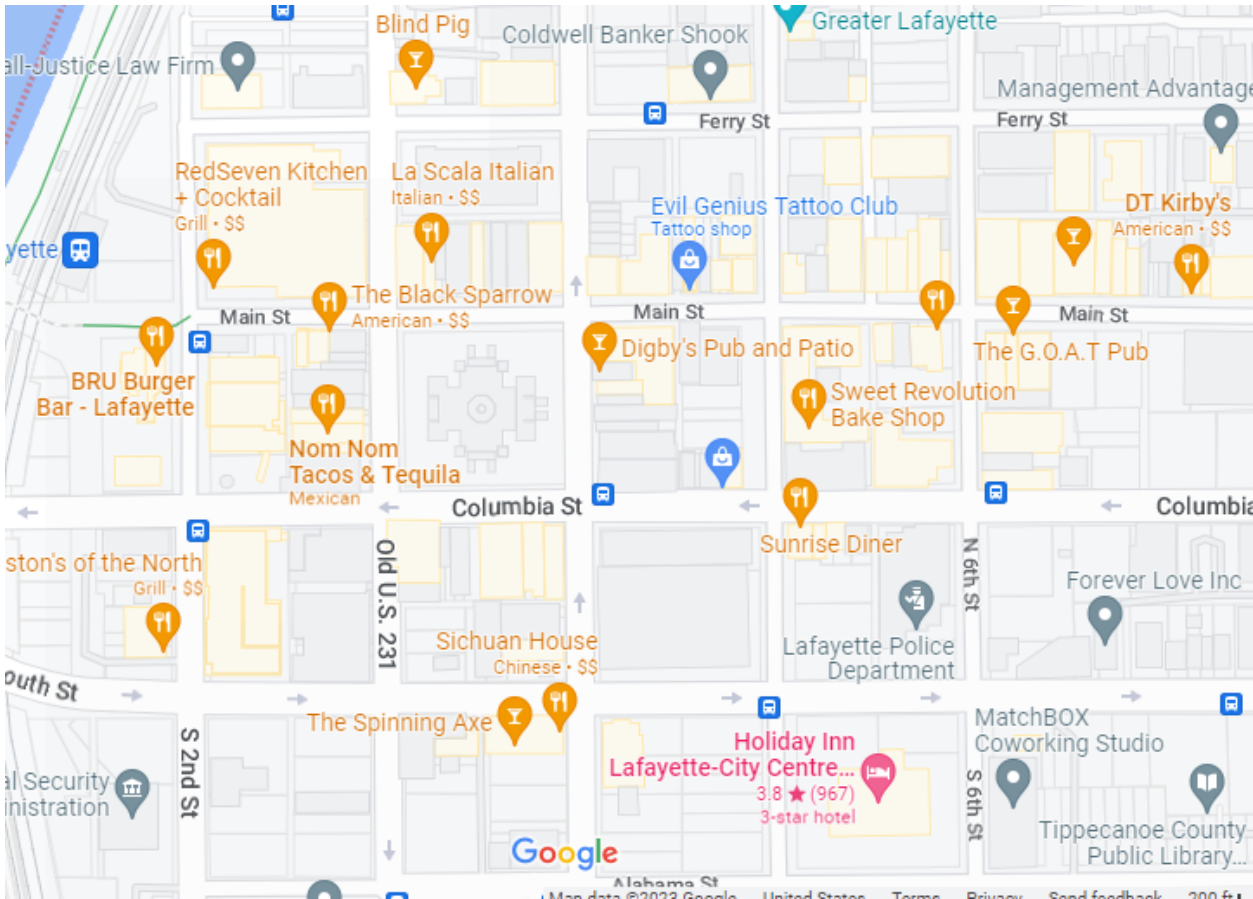 Blind Pig
Greater Lafayette
Coldwell Banker Shook
all-Justice Law Firm
Management Advantage
Ferry St
Ferry St
RedSeven Kitchen
+ Cocktail
Grill • $$
La Scala Italian
Italian • $$
Evil Genius Tattoo Club
Tattoo shop
DT Kirby's
American • $$
yette
The Black Sparrow
American • $$
Main St
Main St
Main St
Digby's Pub and Patio
The G.O.A.T Pub
BRU Burger
Bar - Lafayette
Sweet Revolution
Bake Shop
Nom Nom
Tacos & Tequila
Mexican
Columbia St
Columbia
Sunrise Diner
ston's of the North
Grill • $$
Old U.S. 231
N 6th St
Forever Love Inc
Sichuan House
Chinese • $$
Lafayette Police
Department
outh St
The Spinning Axe
MatchBOX
Coworking Studio
Holiday Inn
Lafayette-City Centre...
3.8 ★ (967)
3-star hotel
S 2nd St
al Security
inistration
S 6th St
Tippecanoe County
Public Library...
Google
Alabama St
Map data ©2023 Google United States Terms Privacy Send feedback 200 ft